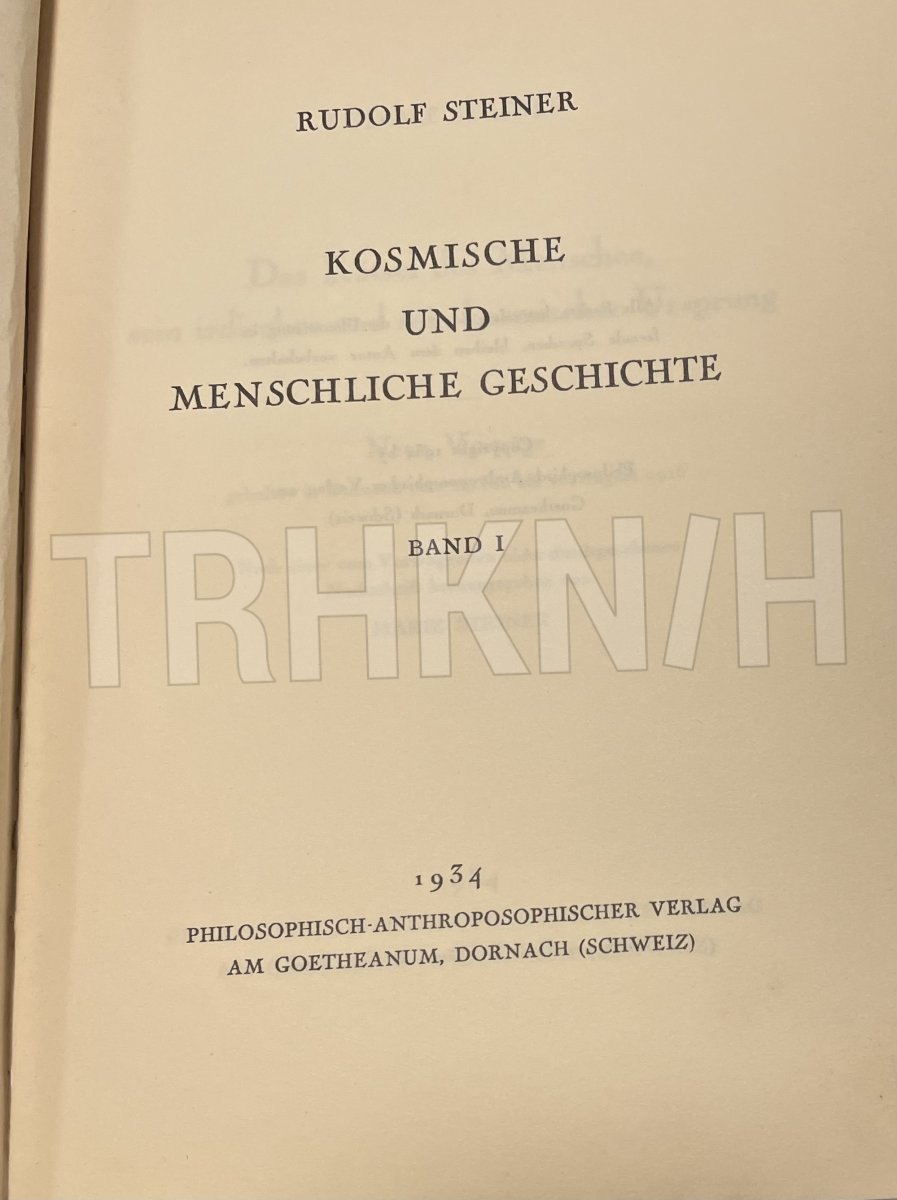 RUDOLF STEINER
KOSMISCHE
UND
MENSCHLICHE GESCHICHTE
BAND I
TRHKN/H
1934
PHILOSOPHISCH-ANTHROPOSOPHISCHER VERLAG
AM GOETHEANUM, DORNACH (SCHWEIZ)